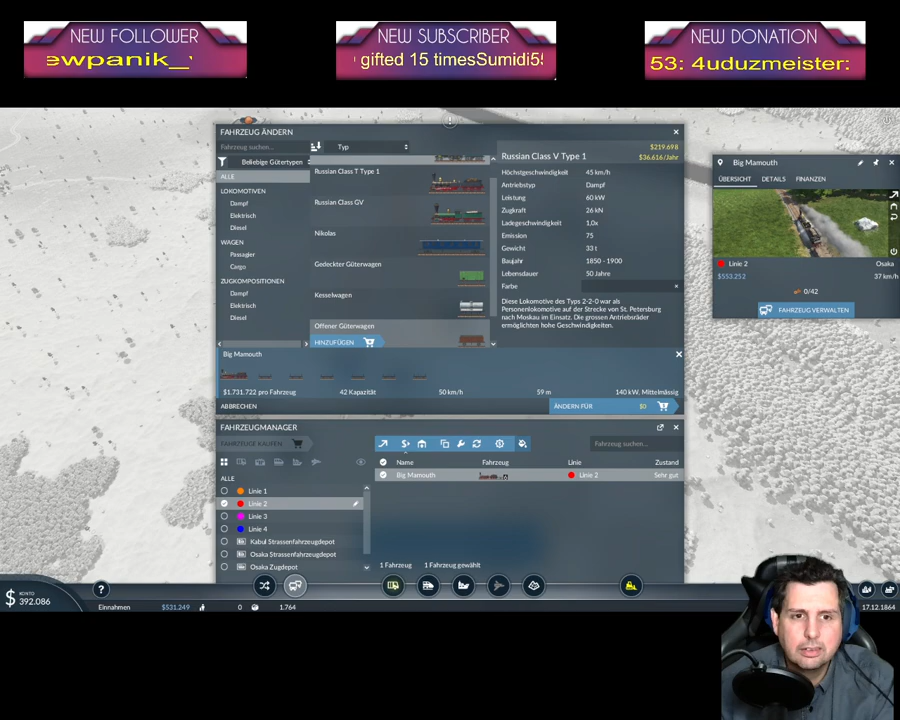 NEW FOLLOWER
ewpanik_
NEW SUBSCRIBER
gifted 15 timesSumidi5
NEW DONATION
53: 4uduzmeister:
FAHRZEUG ÄNDERN
Fahrzeug suchen...
Typ
Beliebige Gütertypen
ALLE
LOKOMOTIVEN
Dampf
Elektrisch
Diesel
WAGEN
Passagier
Cargo
ZUGKOMPOSITIONEN
Dampf
Elektrisch
Diesel
Russian Class T Type 1
Russian Class GV
Nikolas
Gedeckter Güterwagen
Kesselwagen
Offener Güterwagen
HINZUFÜGEN
$219.698
Russian Class V Type 1
$36.616/Jahr
Höchstgeschwindigkeit 45 km/h
Antriebstyp Dampf
Leistung 60 kW
Zugkraft 26 kN
Ladegeschwindigkeit 1,0x
Emission 75
Gewicht 33 t
Baujahr 1850 - 1900
Lebensdauer 50 Jahre
Farbe
Diese Lokomotive des Typs 2-2-0 war als
Personenlokomotive auf der Strecke von St. Petersburg
nach Moskau im Einsatz. Die grossen Antriebsräder
ermöglichten hohe Geschwindigkeiten.
Big Mamouth
$1.731.722 pro Fahrzeug 42 Kapazität 50 km/h 59 m 140 kW, Mittelmässig
ABBRECHEN
ÄNDERN FÜR $0
Big Mamouth
ÜBERSICHT DETAILS FINANZEN
Linie 2 Osaka
$553.252 37 km/h
0/42
FAHRZEUG VERWALTEN
FAHRZEUGMANAGER
FAHRZEUGE KAUFEN
Fahrzeug suchen...
Name Fahrzeug Linie Zustand
Big Mamouth Linie 2 Sehr gut
ALLE
Linie 1
Linie 2
Linie 3
Linie 4
Kabul Strassenfahrzeugdepot
Osaka Strassenfahrzeugdepot
Osaka Zugdepot
1 Fahrzeug 1 Fahrzeug gewählt
KONTO
$ 392.086
?
Einnahmen $531.249 0 1.764
17.12.1864